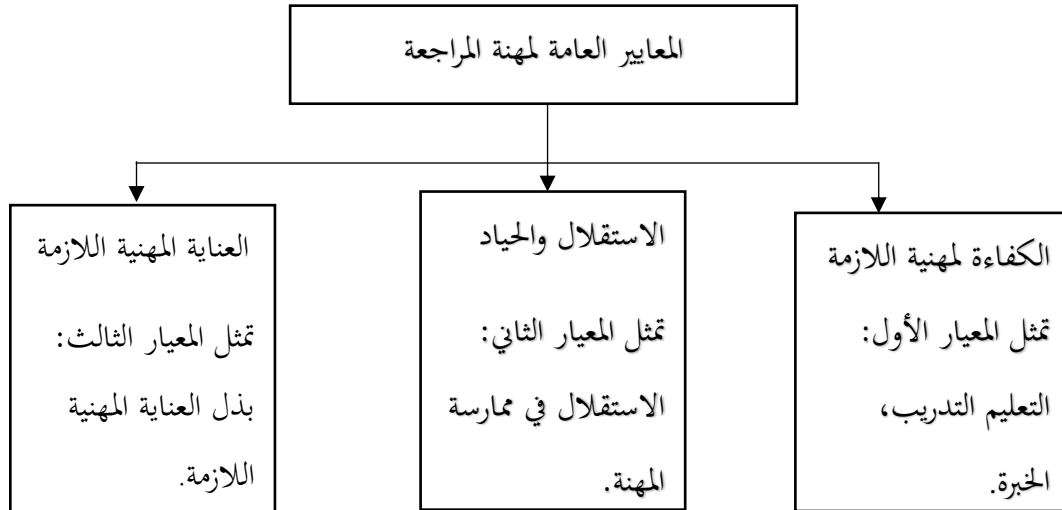 المعايير العامة لمهنة المراجعة
الكفاءة لمهنية اللازمة
تمثل المعيار الأول:
التعليم التدريب،
الخبرة.
الاستقلال والحياد
تمثل المعيار الثاني:
الاستقلال في ممارسة
المهنة.
العناية المهنية اللازمة
تمثل المعيار الثالث:
بذل العناية المهنية
اللازمة.